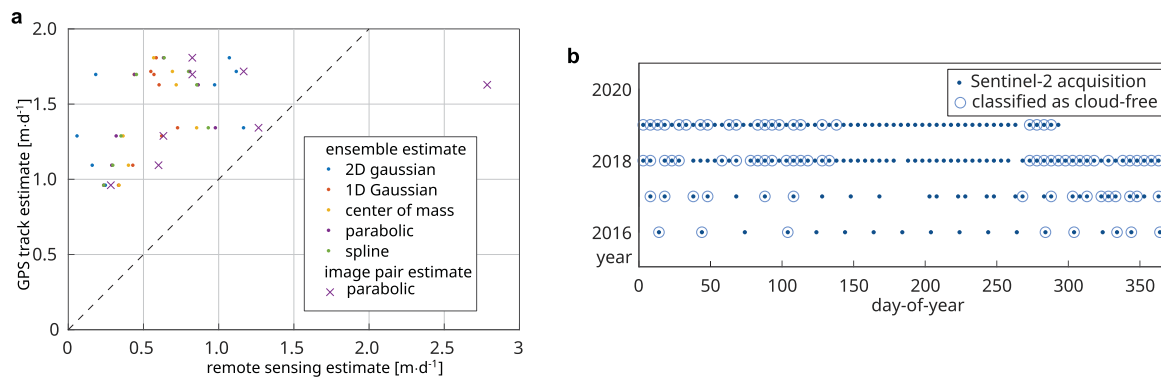 a
2.0
1.5
1.0
0.5
0
GPS track estimate [m·d⁻¹]
0 0.5 1.0 1.5 2.0 2.5 3
remote sensing estimate [m·d⁻¹]
ensemble estimate
2D gaussian
1D Gaussian
center of mass
parabolic
spline
image pair estimate
parabolic
b
Sentinel-2 acquisition
classified as cloud-free
2020
2018
2016
year
0 50 100 150 200 250 300 350
day-of-year